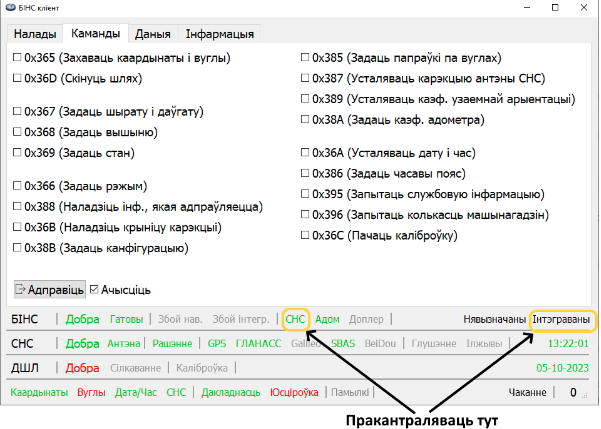 БІНС кліент
Налады Каманды Даныя Інфармацыя
0x365 (Захаваць каардынаты і вуглы)
0x36D (Скінуць шлях)
0x367 (Задаць шырату і даўгату)
0x368 (Задаць вышыню)
0x369 (Задаць стан)
0x366 (Задаць рэжым)
0x388 (Наладзіць інф., якая адпраўляецца)
0x36B (Наладзіць крыніцу карэкцыі)
0x38B (Задаць канфігурацыю)
0x385 (Задаць папраўкі па вуглах)
0x387 (Усталяваць карэкцыю антэны СНС)
0x389 (Усталяваць каэф. узаемнай арыентацыі)
0x38A (Задаць каэф. адометра)
0x36A (Усталяваць дату і час)
0x386 (Задаць часавы пояс)
0x395 (Запытаць службовую інфармацыю)
0x396 (Запытаць колькасць машынагадзін)
0x36C (Пачаць каліброўку)
Адправіць Ачысціць
БІНС Добра Гатовы Збой нав. Збой інтегр. СНС Адом Доплер Нявызначаны Інтэграваны
СНС Добра Антэна Рашэнне GPS ГЛАНАСС Galileo SBAS BeiDou Глушэнне Ілжывы 13:22:01
ДШЛ Добра Сілкаванне Каліброўка 05-10-2023
Каардынаты Вуглы Дата/Час СНС Дакладнасць Юсціроўка Памылкі Чаканне 0
Пракантраляваць тут